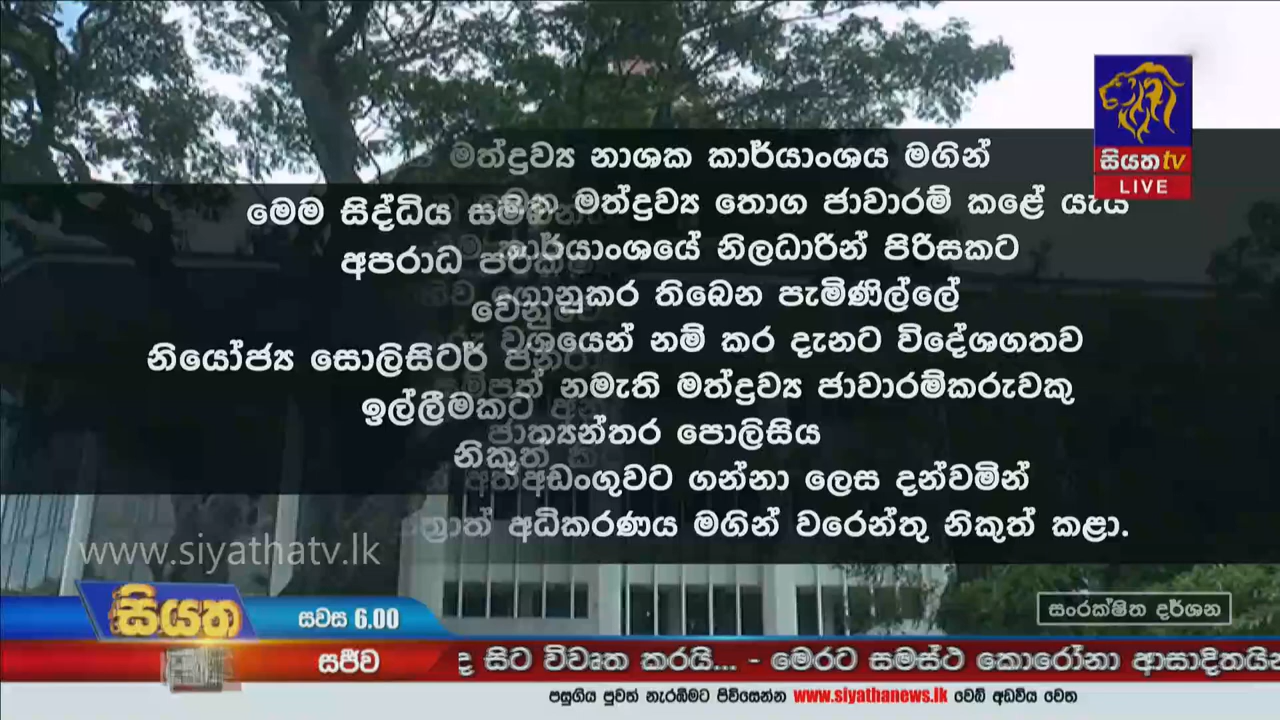 සියත tv
LIVE
මත්ද්‍රව්‍ය නාශක කාර්යාංශය මගින්
මත්ද්‍රව්‍ය තොග ජාවාරම් කළේ යැයි
කාර්යාංශයේ නිලධාරින් පිරිසකට
ගොනුකර තිබෙන පැමිණිල්ලේ
වශයෙන් නම් කර දැනට විදේශගතව
නමැති මත්ද්‍රව්‍ය ජාවාරම්කරුවකු
ජාත්‍යන්තර පොලිසිය
අත්අඩංගුවට ගන්නා ලෙස දන්වමින්
අධිකරණය මගින් වරෙන්තු නිකුත් කළා.
මෙම සිද්ධිය
අපරාධ
නියෝජ්‍ය සොලිසිටර්
ඉල්ලීමකට
නිකුත්
www.siyathatv.lk
සංරක්ෂිත දර්ශන
සියත
සවස 6.00
සජීව
ද සිට විවෘත කරයි... - මෙරට සමස්ථ කොරෝනා ආසාදිතයින්
පසුගිය පුවත් නැරඹීමට පිවිසෙන්න www.siyathanews.lk වෙබ් අඩවිය වෙත